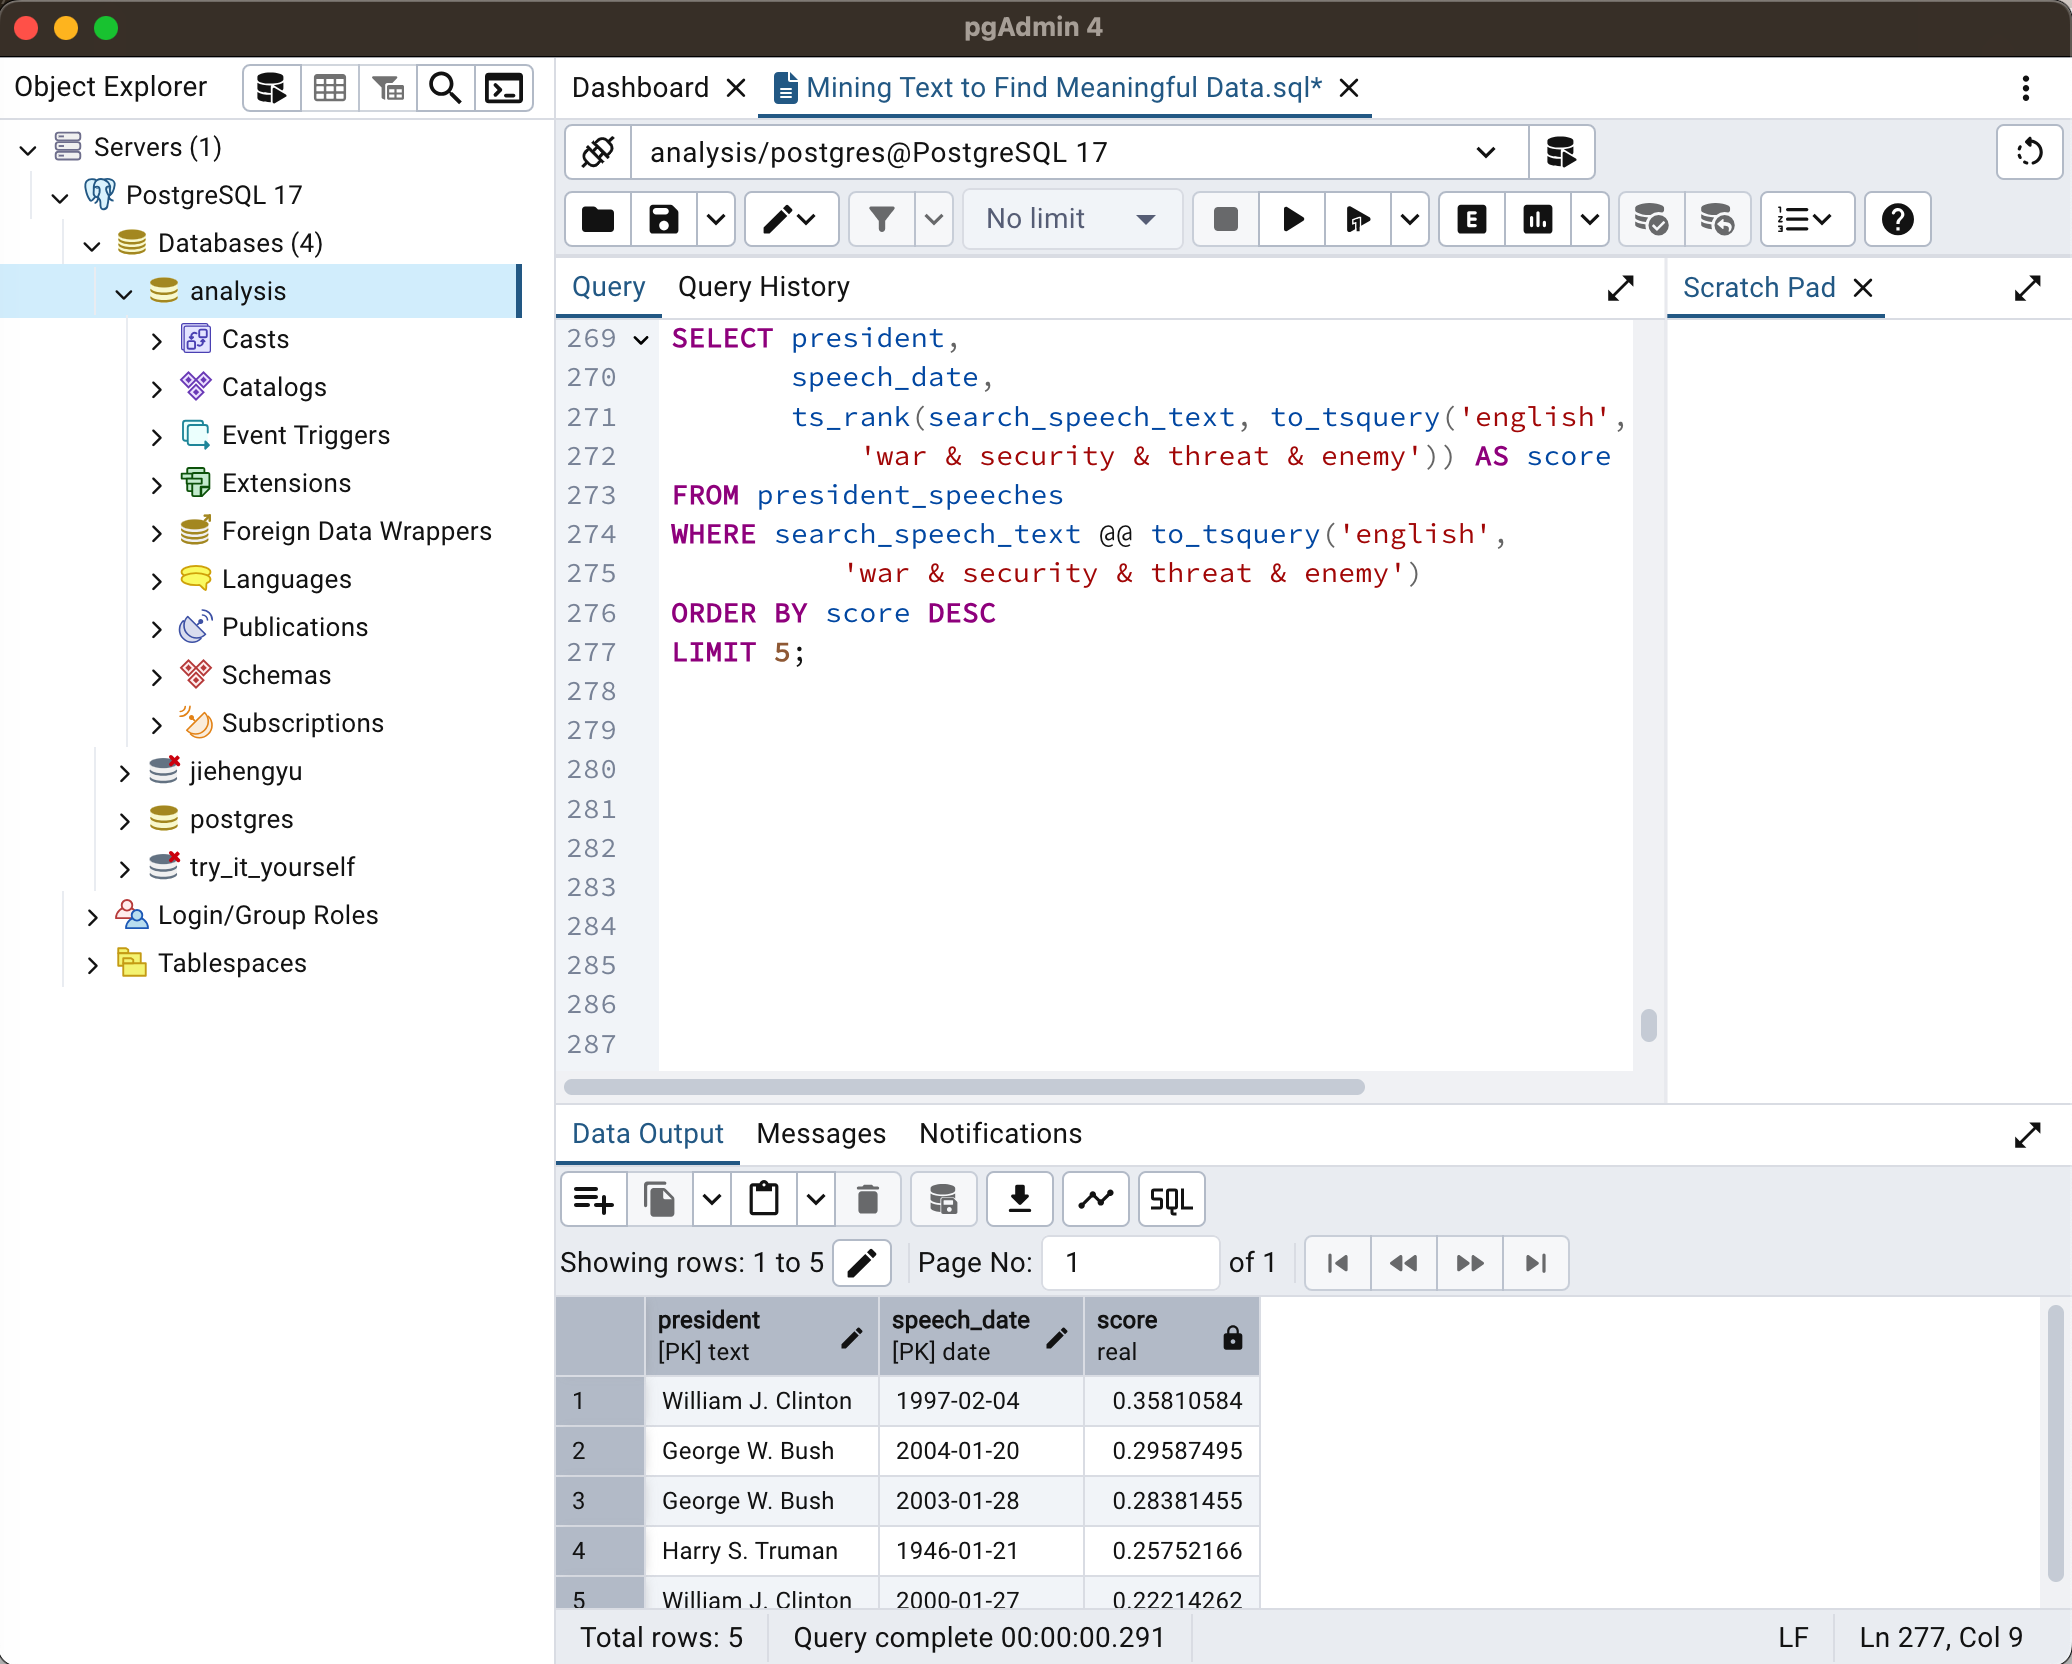 pgAdmin 4
Object Explorer
Servers (1)
PostgreSQL 17
Databases (4)
analysis
Casts
Catalogs
Event Triggers
Extensions
Foreign Data Wrappers
Languages
Publications
Schemas
Subscriptions
jiehengyu
postgres
try_it_yourself
Login/Group Roles
Tablespaces
Dashboard
Mining Text to Find Meaningful Data.sql*
analysis/postgres@PostgreSQL 17
No limit
E
Query
Query History
Scratch Pad
269 SELECT president,
270 speech_date,
271 ts_rank(search_speech_text, to_tsquery('english',
272 'war & security & threat & enemy')) AS score
273 FROM president_speeches
274 WHERE search_speech_text @@ to_tsquery('english',
275 'war & security & threat & enemy')
276 ORDER BY score DESC
277 LIMIT 5;
278
279
280
281
282
283
284
285
286
287
Data Output
Messages
Notifications
SQL
Showing rows: 1 to 5
Page No: 1 of 1
president speech_date score
[PK] text [PK] date real
1 William J. Clinton 1997-02-04 0.35810584
2 George W. Bush 2004-01-20 0.29587495
3 George W. Bush 2003-01-28 0.28381455
4 Harry S. Truman 1946-01-21 0.25752166
5 William J. Clinton 2000-01-27 0.22214262
Total rows: 5
Query complete 00:00:00.291
LF
Ln 277, Col 9